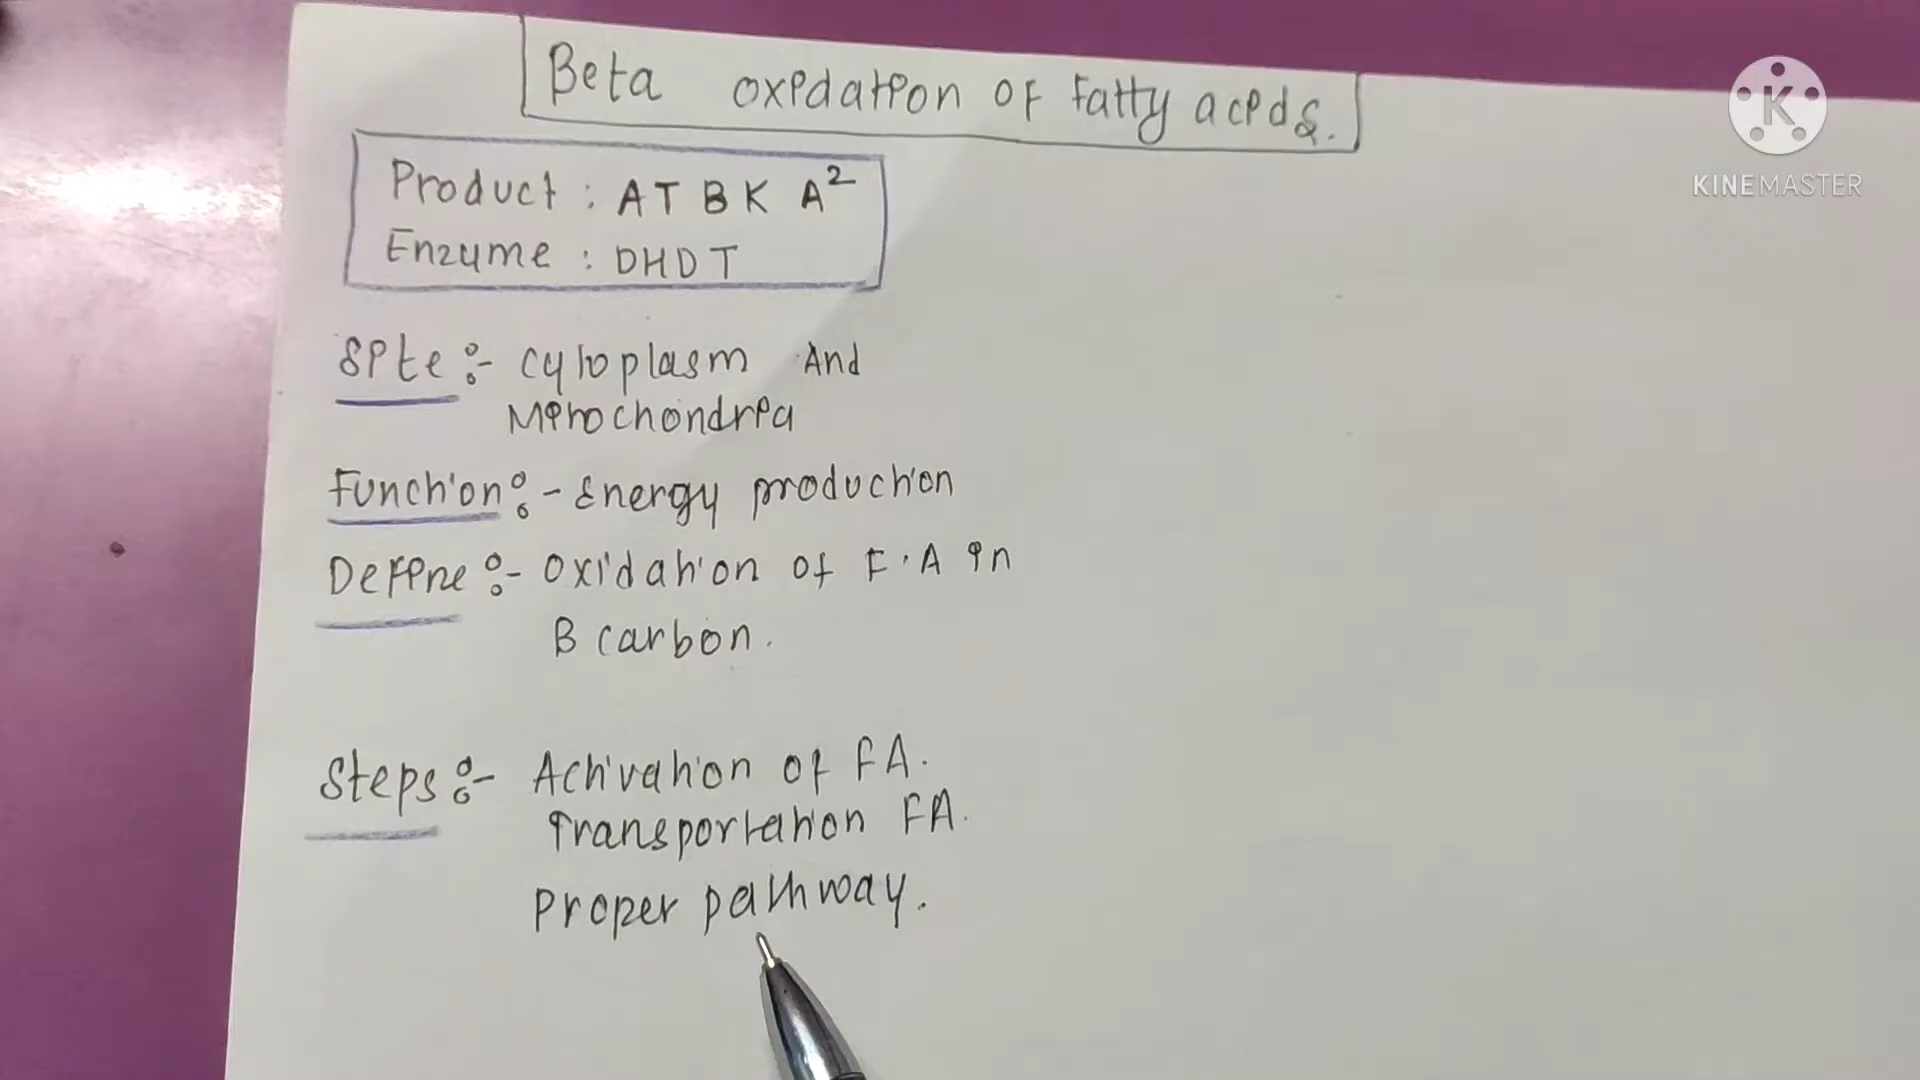 Beta oxidation of fatty acids.
KINEMASTER
Product : A T B K A²
Enzyme : DHDT
Site :- cytoplasm And
Mitochondria
Function :- Energy production
Define :- Oxidation of F.A in
B carbon.
Steps :- Activation of FA.
Transportation FA.
Proper pathway.